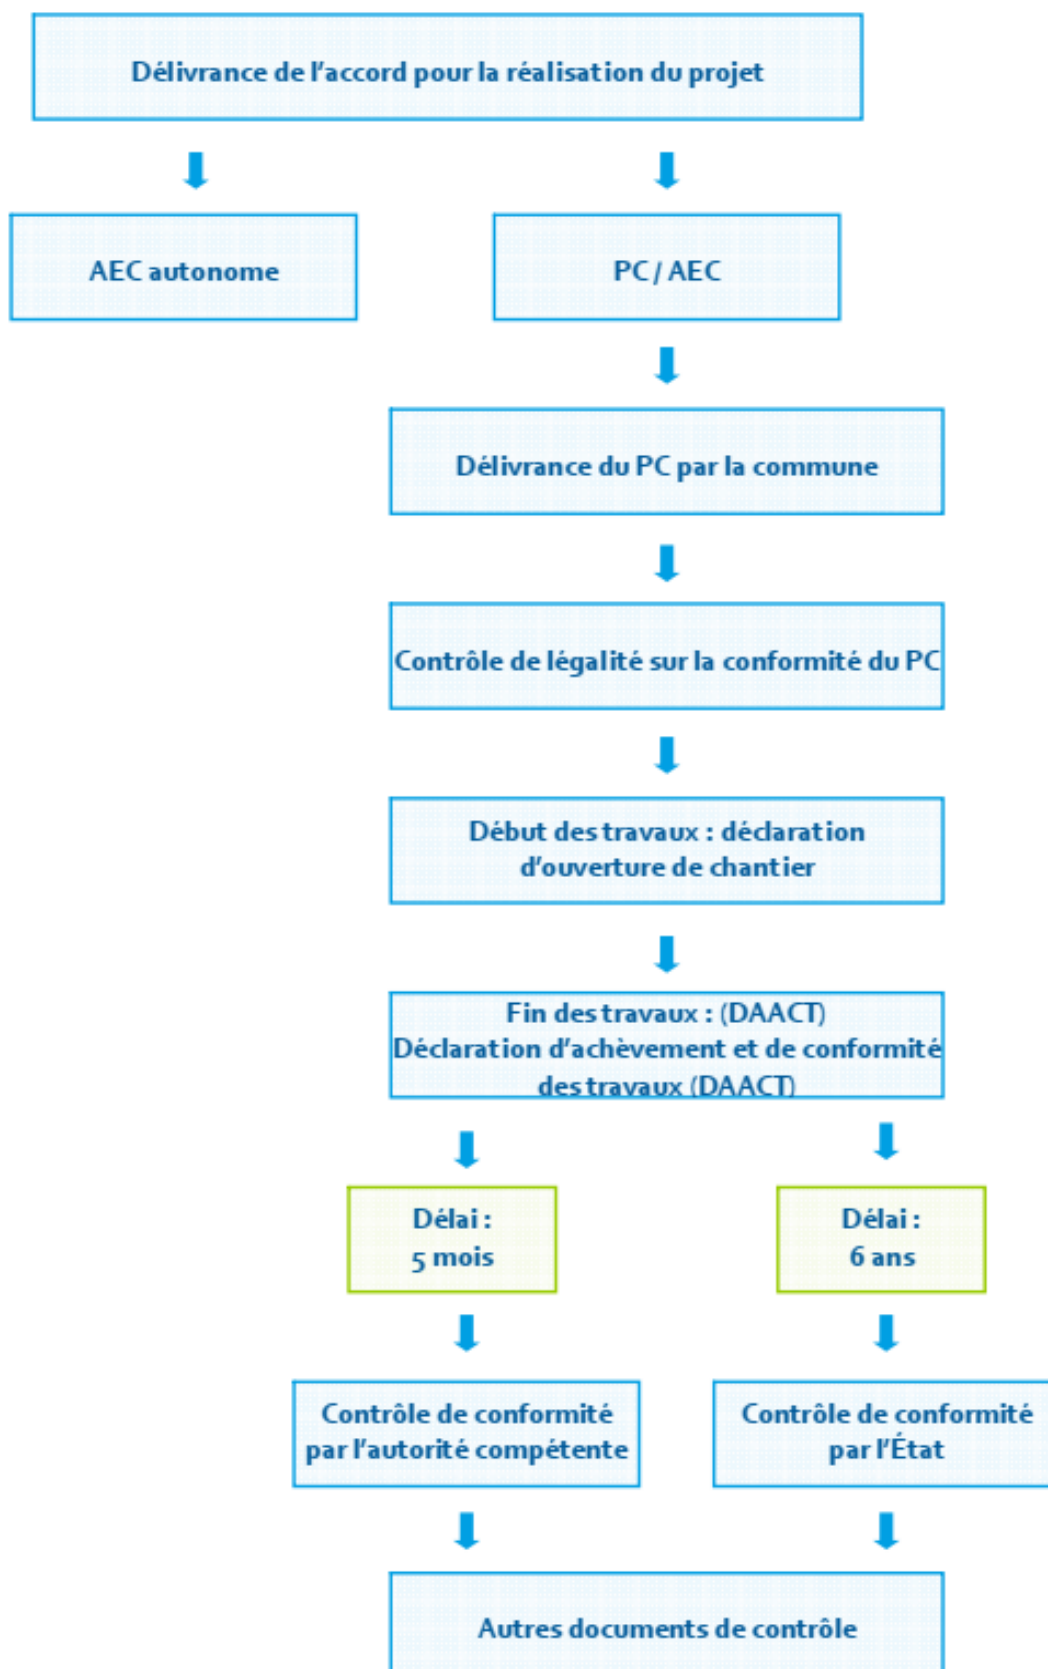 Délivrance de l'accord pour la réalisation du projet
AEC autonome
PC / AEC
Délivrance du PC par la commune
Contrôle de légalité sur la conformité du PC
Début des travaux : déclaration
d'ouverture de chantier
Fin des travaux : (DAACT)
Déclaration d'achèvement et de conformité
des travaux (DAACT)
Délai :
5 mois
Délai :
6 ans
Contrôle de conformité
par l'autorité compétente
Contrôle de conformité
par l'État
Autres documents de contrôle